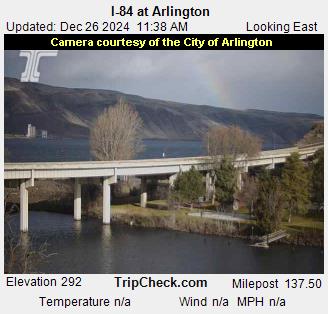 I-84 at Arlington
Updated: Dec 26 2024 11:38 AM Looking East
Camera courtesy of the City of Arlington
Elevation 292 TripCheck.com Milepost 137.50
Temperature n/a Wind n/a MPH n/a